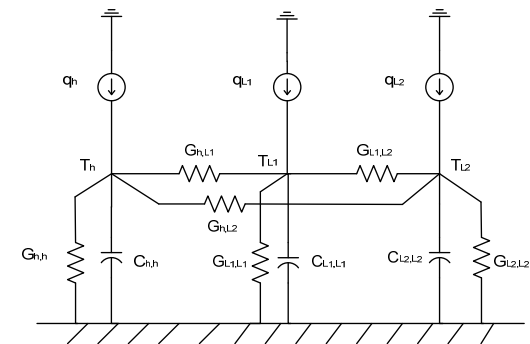 qh qL1 qL2
Gh,L1 GL1,L2
Th TL1 TL2
Gh,L2
Gh,h Ch,h GL1,L1 CL1,L1 CL2,L2 GL2,L2